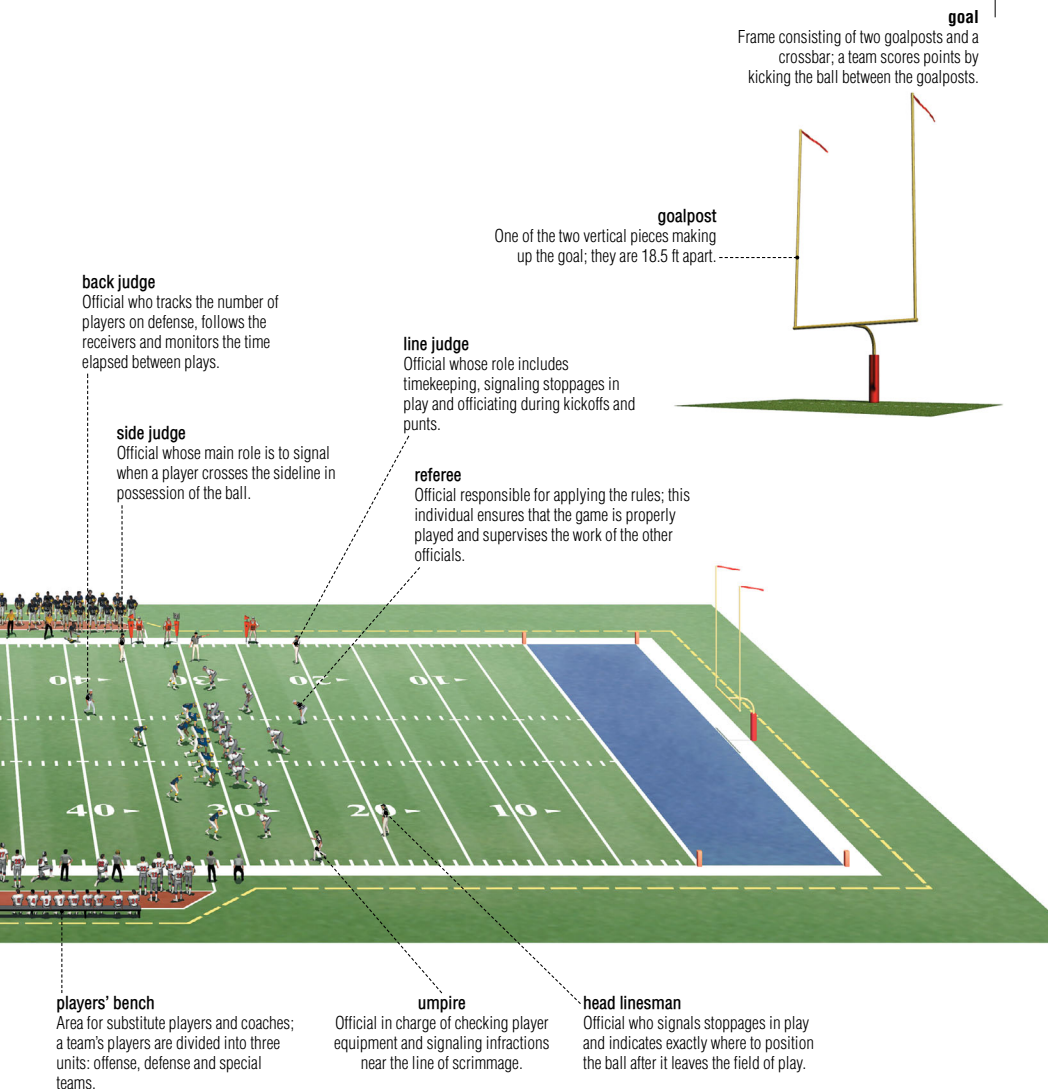 goal
Frame consisting of two goalposts and a
crossbar; a team scores points by
kicking the ball between the goalposts.
goalpost
One of the two vertical pieces making
up the goal; they are 18.5 ft apart.
back judge
Official who tracks the number of
players on defense, follows the
receivers and monitors the time
elapsed between plays.
line judge
Official whose role includes
timekeeping, signaling stoppages in
play and officiating during kickoffs and
punts.
side judge
Official whose main role is to signal
when a player crosses the sideline in
possession of the ball.
referee
Official responsible for applying the rules; this
individual ensures that the game is properly
played and supervises the work of the other
officials.
40 30 20 10
40 30 20 10
players’ bench
Area for substitute players and coaches;
a team’s players are divided into three
units: offense, defense and special
teams.
umpire
Official in charge of checking player
equipment and signaling infractions
near the line of scrimmage.
head linesman
Official who signals stoppages in play
and indicates exactly where to position
the ball after it leaves the field of play.